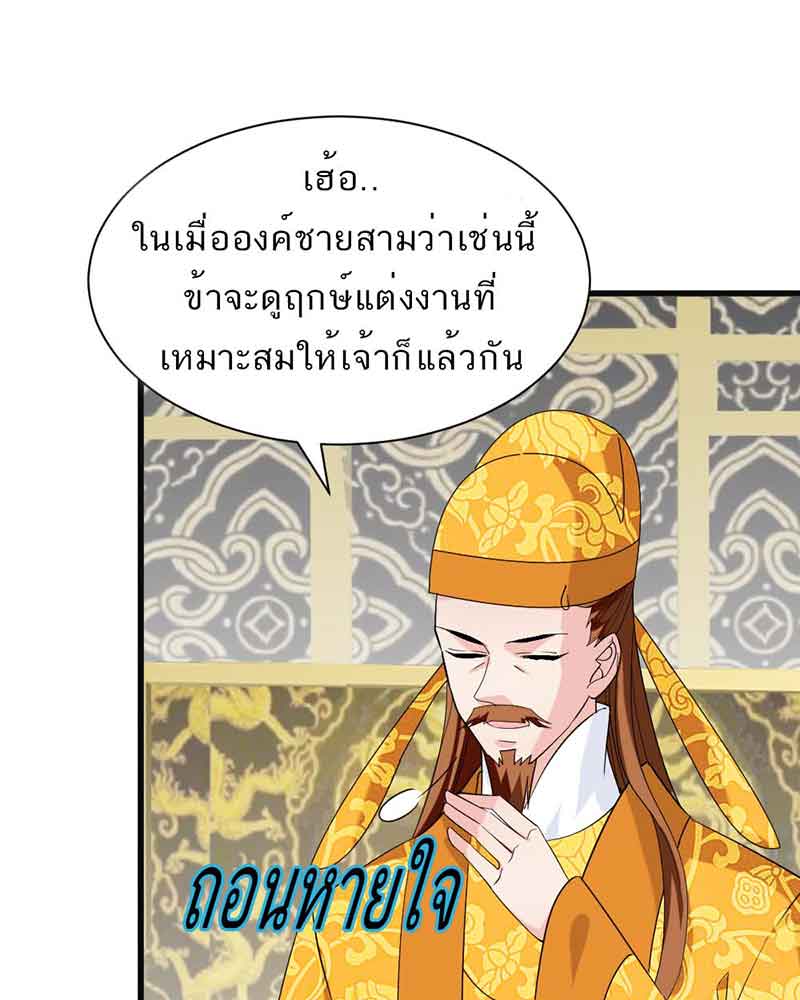 เฮ้อ..
ในเมื่อองค์ชายสามว่าเช่นนี้
ข้าจะดูฤกษ์แต่งงานที่
เหมาะสมให้เจ้าก็แล้วกัน
ถอนหายใจ